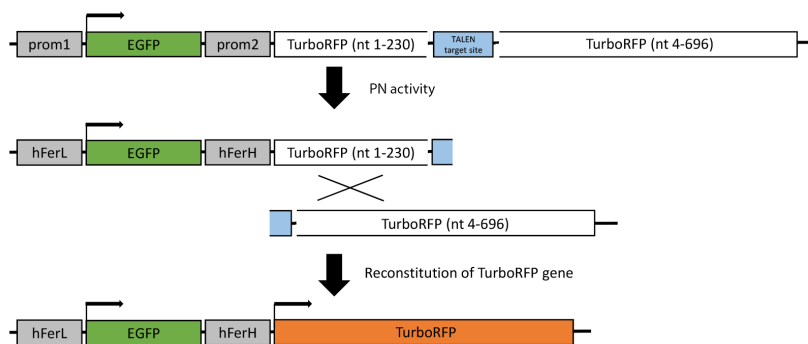 prom1 EGFP prom2 TurboRFP (nt 1-230) TALEN TurboRFP (nt 4-696)
target site
PN activity
hFerL EGFP hFerH TurboRFP (nt 1-230)
TurboRFP (nt 4-696)
Reconstitution of TurboRFP gene
hFerL EGFP hFerH TurboRFP